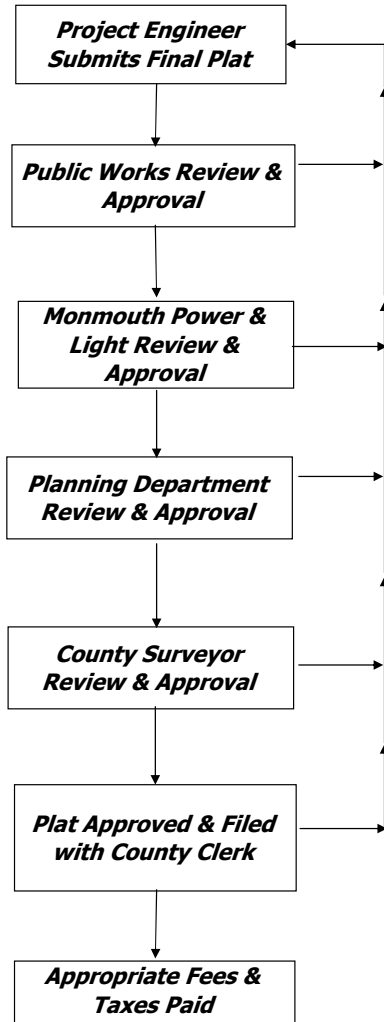 Project Engineer
Submits Final Plat
Public Works Review &
Approval
Monmouth Power &
Light Review &
Approval
Planning Department
Review & Approval
County Surveyor
Review & Approval
Plat Approved & Filed
with County Clerk
Appropriate Fees &
Taxes Paid